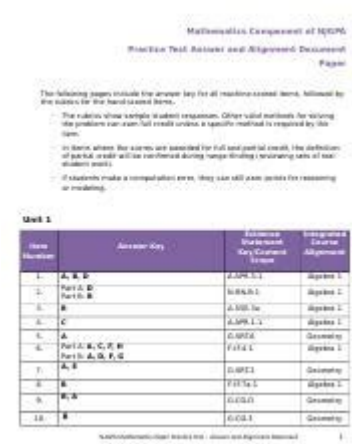 Mathematics Component of NJGPA
Practice Test Answer and Alignment Document
Paper
The following pages include the answer key for all machine-scored items, followed by
the rubrics for the hand-scored items.
- The rubrics show sample student responses. Other valid methods for solving
the problem can earn full credit unless a specific method is required by the
item.
- In items where the scores are awarded for full and partial credit, the definition
of partial credit will be confirmed during range-finding (reviewing sets of real
student work).
- If students make a computation error, they can still earn points for reasoning
or modeling.
Unit 1
Item Number Answer Key Evidence Statement Key/Content Scope Integrated Course Alignment
1. A, B, D Algebra 1
2. Part A: D
Part B: B Algebra 1
3. B Algebra 1
4. C Algebra 1
5. A Geometry
6. Part A: A, C, F, H
Part B: A, D, F, G Algebra 1
7. A, E Geometry
8. B Algebra 1
9. B, A Geometry
10. B Geometry
1